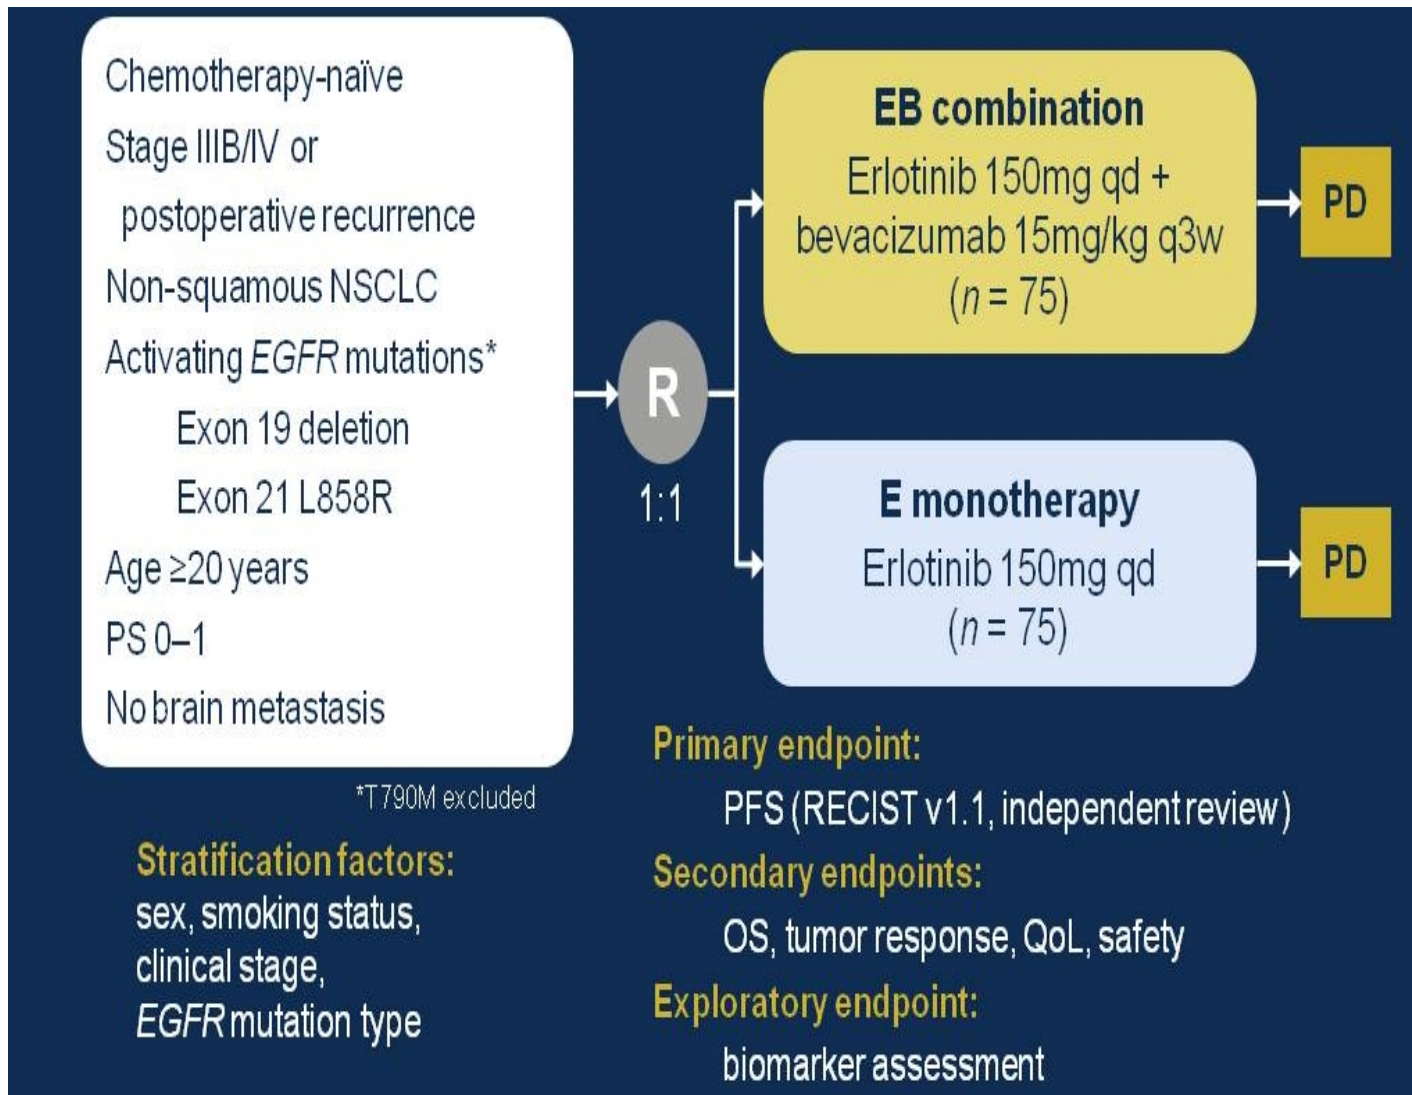 Chemotherapy-naïve
Stage IIIB/IV or
postoperative recurrence
Non-squamous NSCLC
Activating EGFR mutations*
Exon 19 deletion
Exon 21 L858R
Age ≥20 years
PS 0–1
No brain metastasis
*T790M excluded
Stratification factors:
sex, smoking status,
clinical stage,
EGFR mutation type
R
1:1
EB combination
Erlotinib 150mg qd +
bevacizumab 15mg/kg q3w
(n = 75)
PD
E monotherapy
Erlotinib 150mg qd
(n = 75)
PD
Primary endpoint:
PFS (RECIST v1.1, independent review)
Secondary endpoints:
OS, tumor response, QoL, safety
Exploratory endpoint:
biomarker assessment